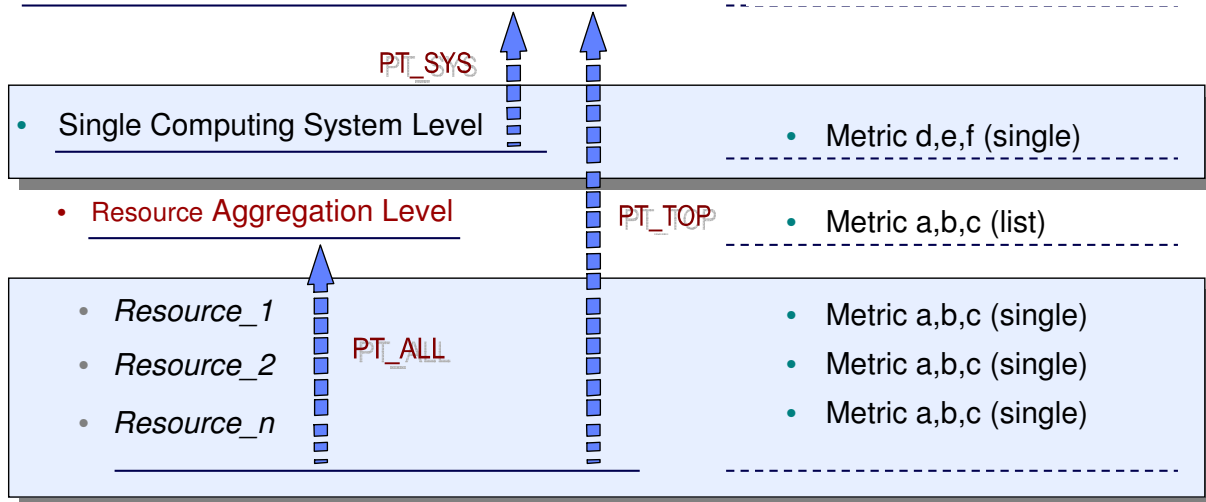 PT_SYS
• Single Computing System Level
• Metric d,e,f (single)
• Resource Aggregation Level
PT_TOP
• Metric a,b,c (list)
• Resource_1
• Metric a,b,c (single)
PT_ALL
• Resource_2
• Metric a,b,c (single)
• Resource_n
• Metric a,b,c (single)